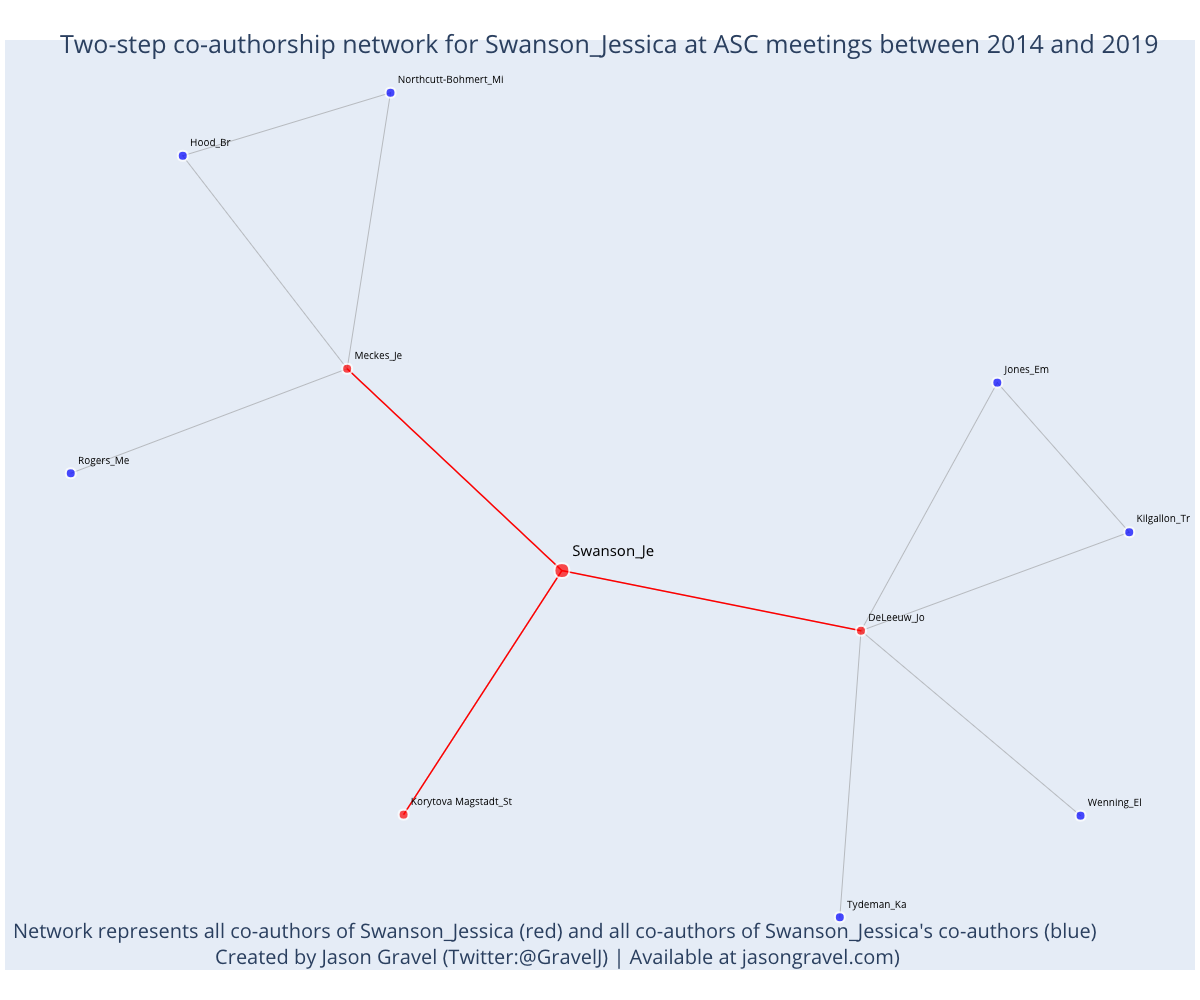 Two-step co-authorship network for Swanson_Jessica at ASC meetings between 2014 and 2019
Northcutt-Bohmert_Mi
Hood_Br
Meckes_Je
Jones_Em
Rogers_Me
Kilgallon_Tr
Swanson_Je
DeLeeuw_Jo
Korytova Magstadt_St
Wenning_El
Tydeman_Ka
Network represents all co-authors of Swanson_Jessica (red) and all co-authors of Swanson_Jessica's co-authors (blue)
Created by Jason Gravel (Twitter:@GravelJ) | Available at jasongravel.com)